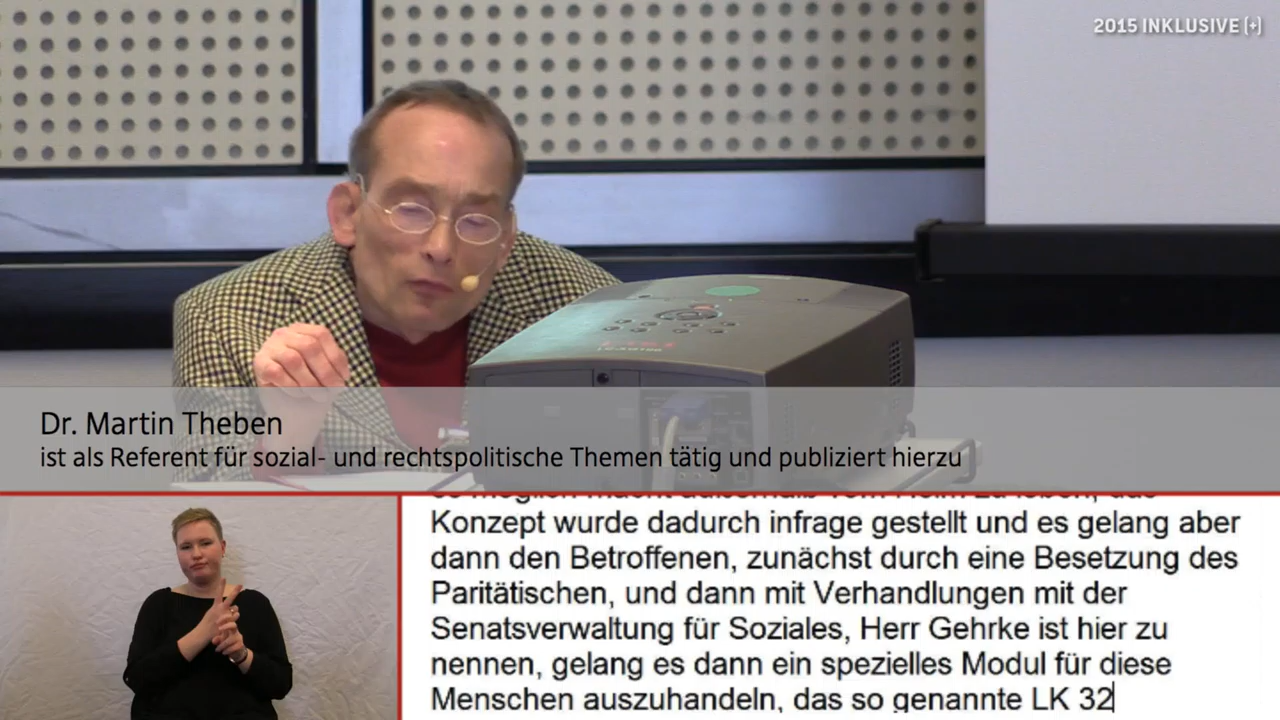 2015 INKLUSIVE [+]
Dr. Martin Theben
ist als Referent für sozial- und rechtspolitische Themen tätig und publiziert hierzu
Konzept wurde dadurch infrage gestellt und es gelang aber
dann den Betroffenen, zunächst durch eine Besetzung des
Paritätischen, und dann mit Verhandlungen mit der
Senatsverwaltung für Soziales, Herr Gehrke ist hier zu
nennen, gelang es dann ein spezielles Modul für diese
Menschen auszuhandeln, das so genannte LK 32